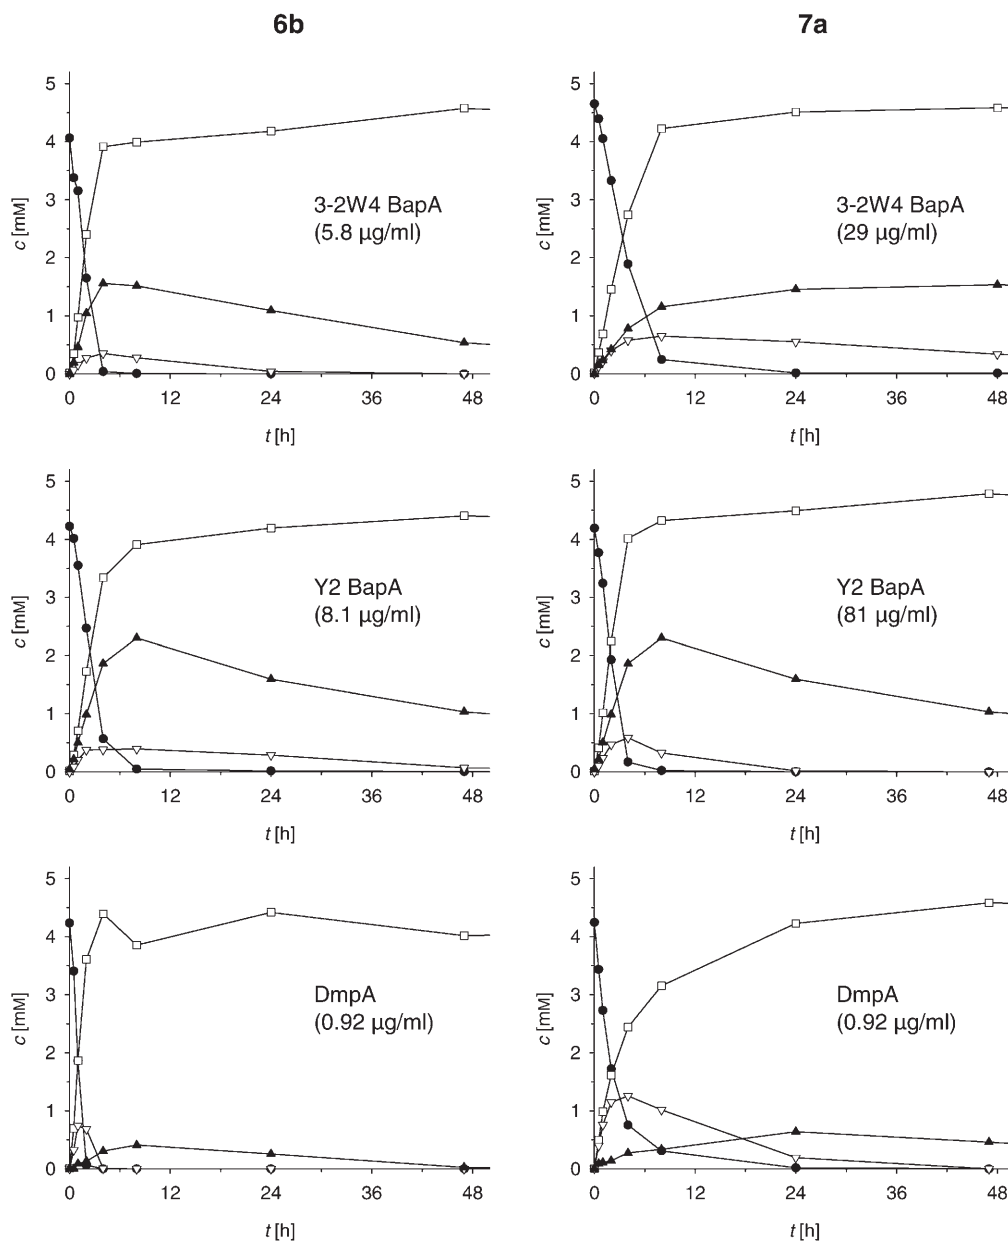 6b
7a
5
4
3
2
1
0
c [mM]
3-2W4 BapA
(5.8 µg/ml)
0 12 24 36 48
t [h]
5
4
3
2
1
0
c [mM]
3-2W4 BapA
(29 µg/ml)
0 12 24 36 48
t [h]
5
4
3
2
1
0
c [mM]
Y2 BapA
(8.1 µg/ml)
0 12 24 36 48
t [h]
5
4
3
2
1
0
c [mM]
Y2 BapA
(81 µg/ml)
0 12 24 36 48
t [h]
5
4
3
2
1
0
c [mM]
DmpA
(0.92 µg/ml)
0 12 24 36 48
t [h]
5
4
3
2
1
0
c [mM]
DmpA
(0.92 µg/ml)
0 12 24 36 48
t [h]